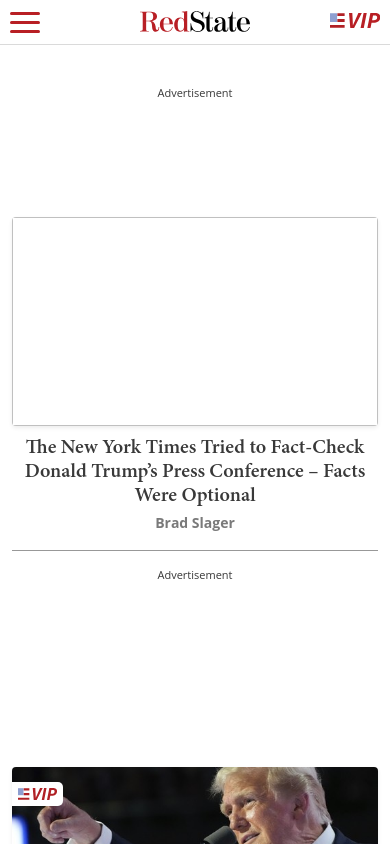 RedState
VIP
Advertisement
The New York Times Tried to Fact-Check
Donald Trump’s Press Conference – Facts
Were Optional
Brad Slager
Advertisement
VIP